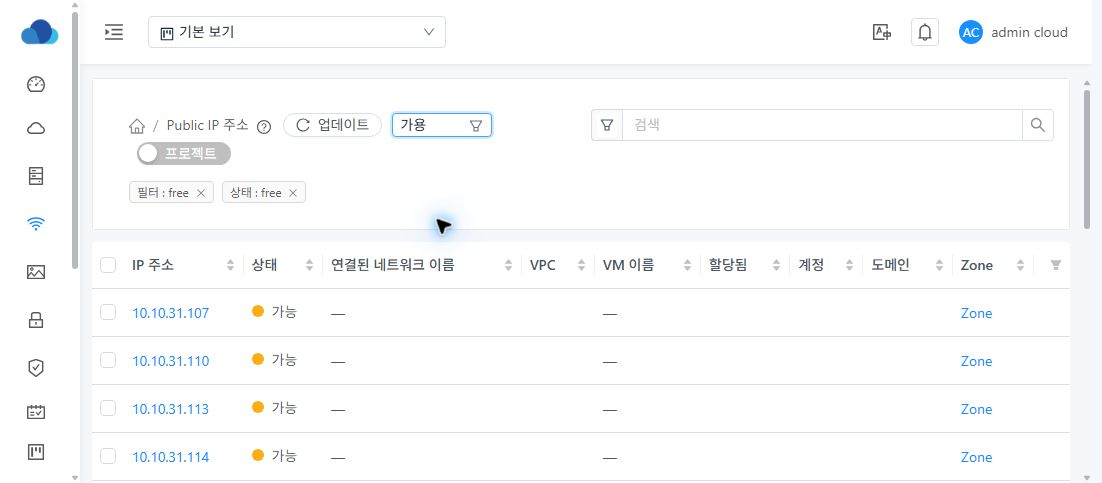 기본 보기
AC admin cloud
/ Public IP 주소 업데이트 가용
검색
프로젝트
필터 : free 상태 : free
IP 주소 상태 연결된 네트워크 이름 VPC VM 이름 할당됨 계정 도메인 Zone
10.10.31.107 가능 — — Zone
10.10.31.110 가능 — — Zone
10.10.31.113 가능 — — Zone
10.10.31.114 가능 — — Zone